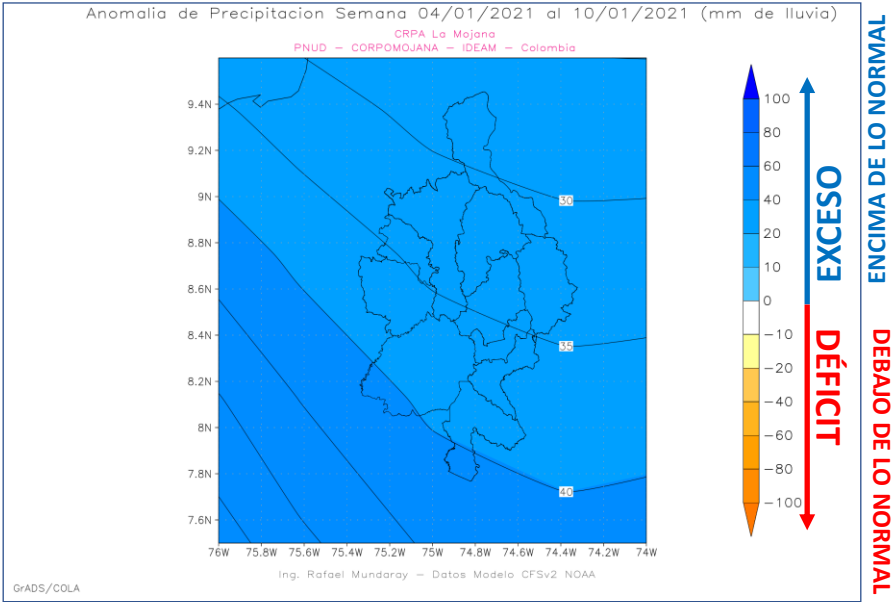 Anomalia de Precipitacion Semana 04/01/2021 al 10/01/2021 (mm de lluvia)
CRPA La Mojana
PNUD – CORPOMOJANA – IDEAM – Colombia
9.4N
9.2N
9N
8.8N
8.6N
8.4N
8.2N
8N
7.8N
7.6N
30
35
40
76W 75.8W 75.6W 75.4W 75.2W 75W 74.8W 74.6W 74.4W 74.2W 74W
Ing. Rafael Mundaray – Datos Modelo CFSv2 NOAA
GrADS/COLA
100
80
60
40
20
10
0
−10
−20
−40
−60
−80
−100
EXCESO
DÉFICIT
ENCIMA DE LO NORMAL
DEBAJO DE LO NORMAL